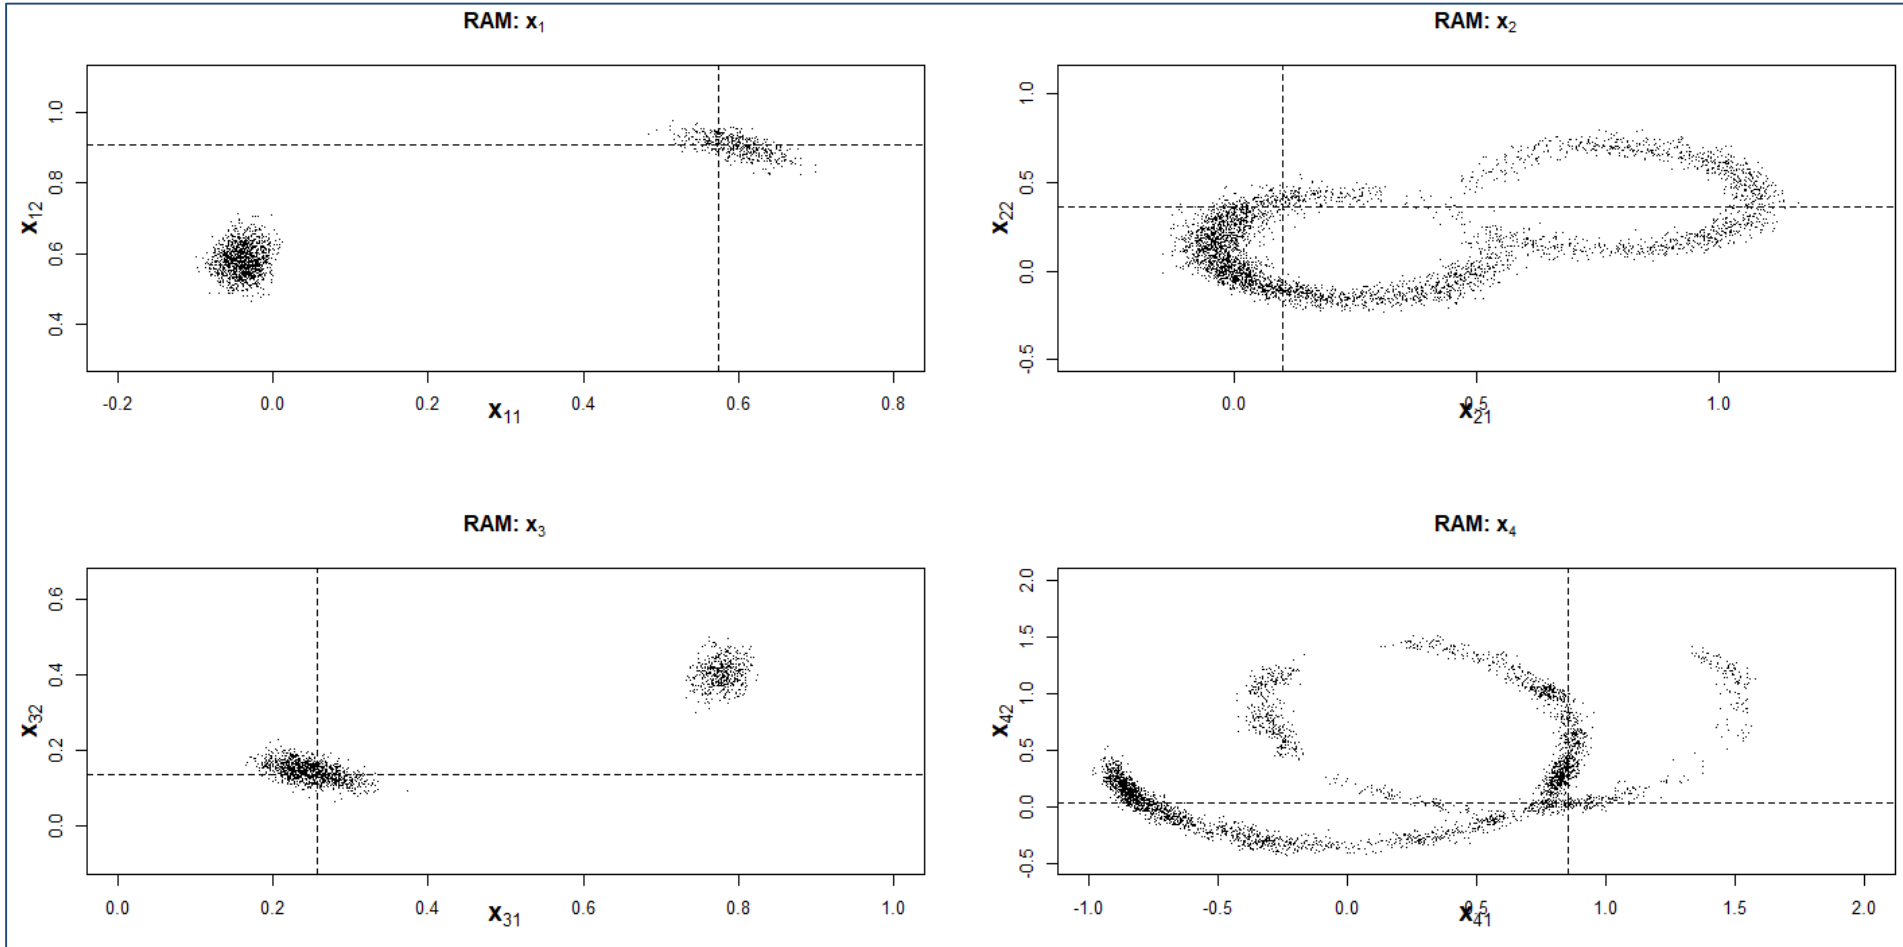 RAM: x₁
RAM: x₂
x₁₂
0.4 0.6 0.8 1.0
-0.2 0.0 0.2 0.4 0.6 0.8
x₁₁
x₂₂
-0.5 0.0 0.5 1.0
0.0 0.5 1.0
x₂₁
RAM: x₃
RAM: x₄
x₃₂
0.0 0.2 0.4 0.6
0.0 0.2 0.4 0.6 0.8 1.0
x₃₁
x₄₂
-0.5 0.0 0.5 1.0 1.5 2.0
-1.0 -0.5 0.0 0.5 1.0 1.5 2.0
x₄₁